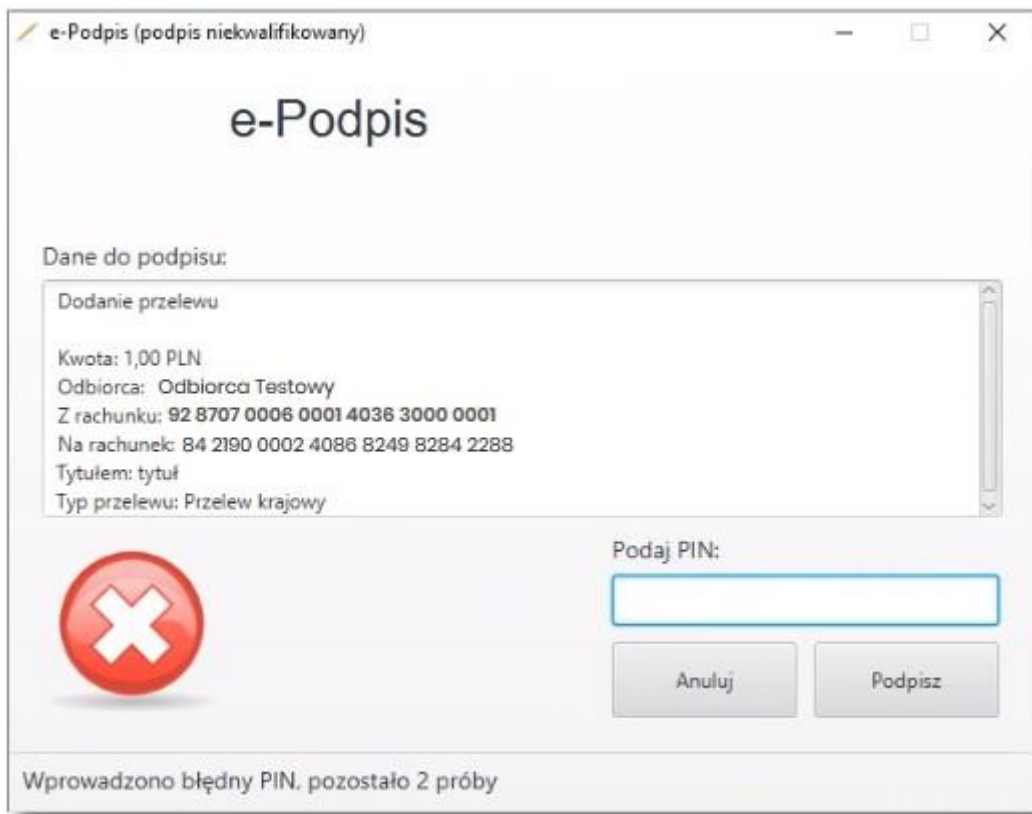 e-Podpis (podpis niekwalifikowany)
e-Podpis
Dane do podpisu:
Dodanie przelewu
Kwota: 1,00 PLN
Odbiorca: Odbiorca Testowy
Z rachunku: 92 8707 0006 0001 4036 3000 0001
Na rachunek: 84 2190 0002 4086 8249 8284 2288
Tytułem: tytuł
Typ przelewu: Przelew krajowy
Podaj PIN:
Anuluj
Podpisz
Wprowadzono błędny PIN, pozostało 2 próby